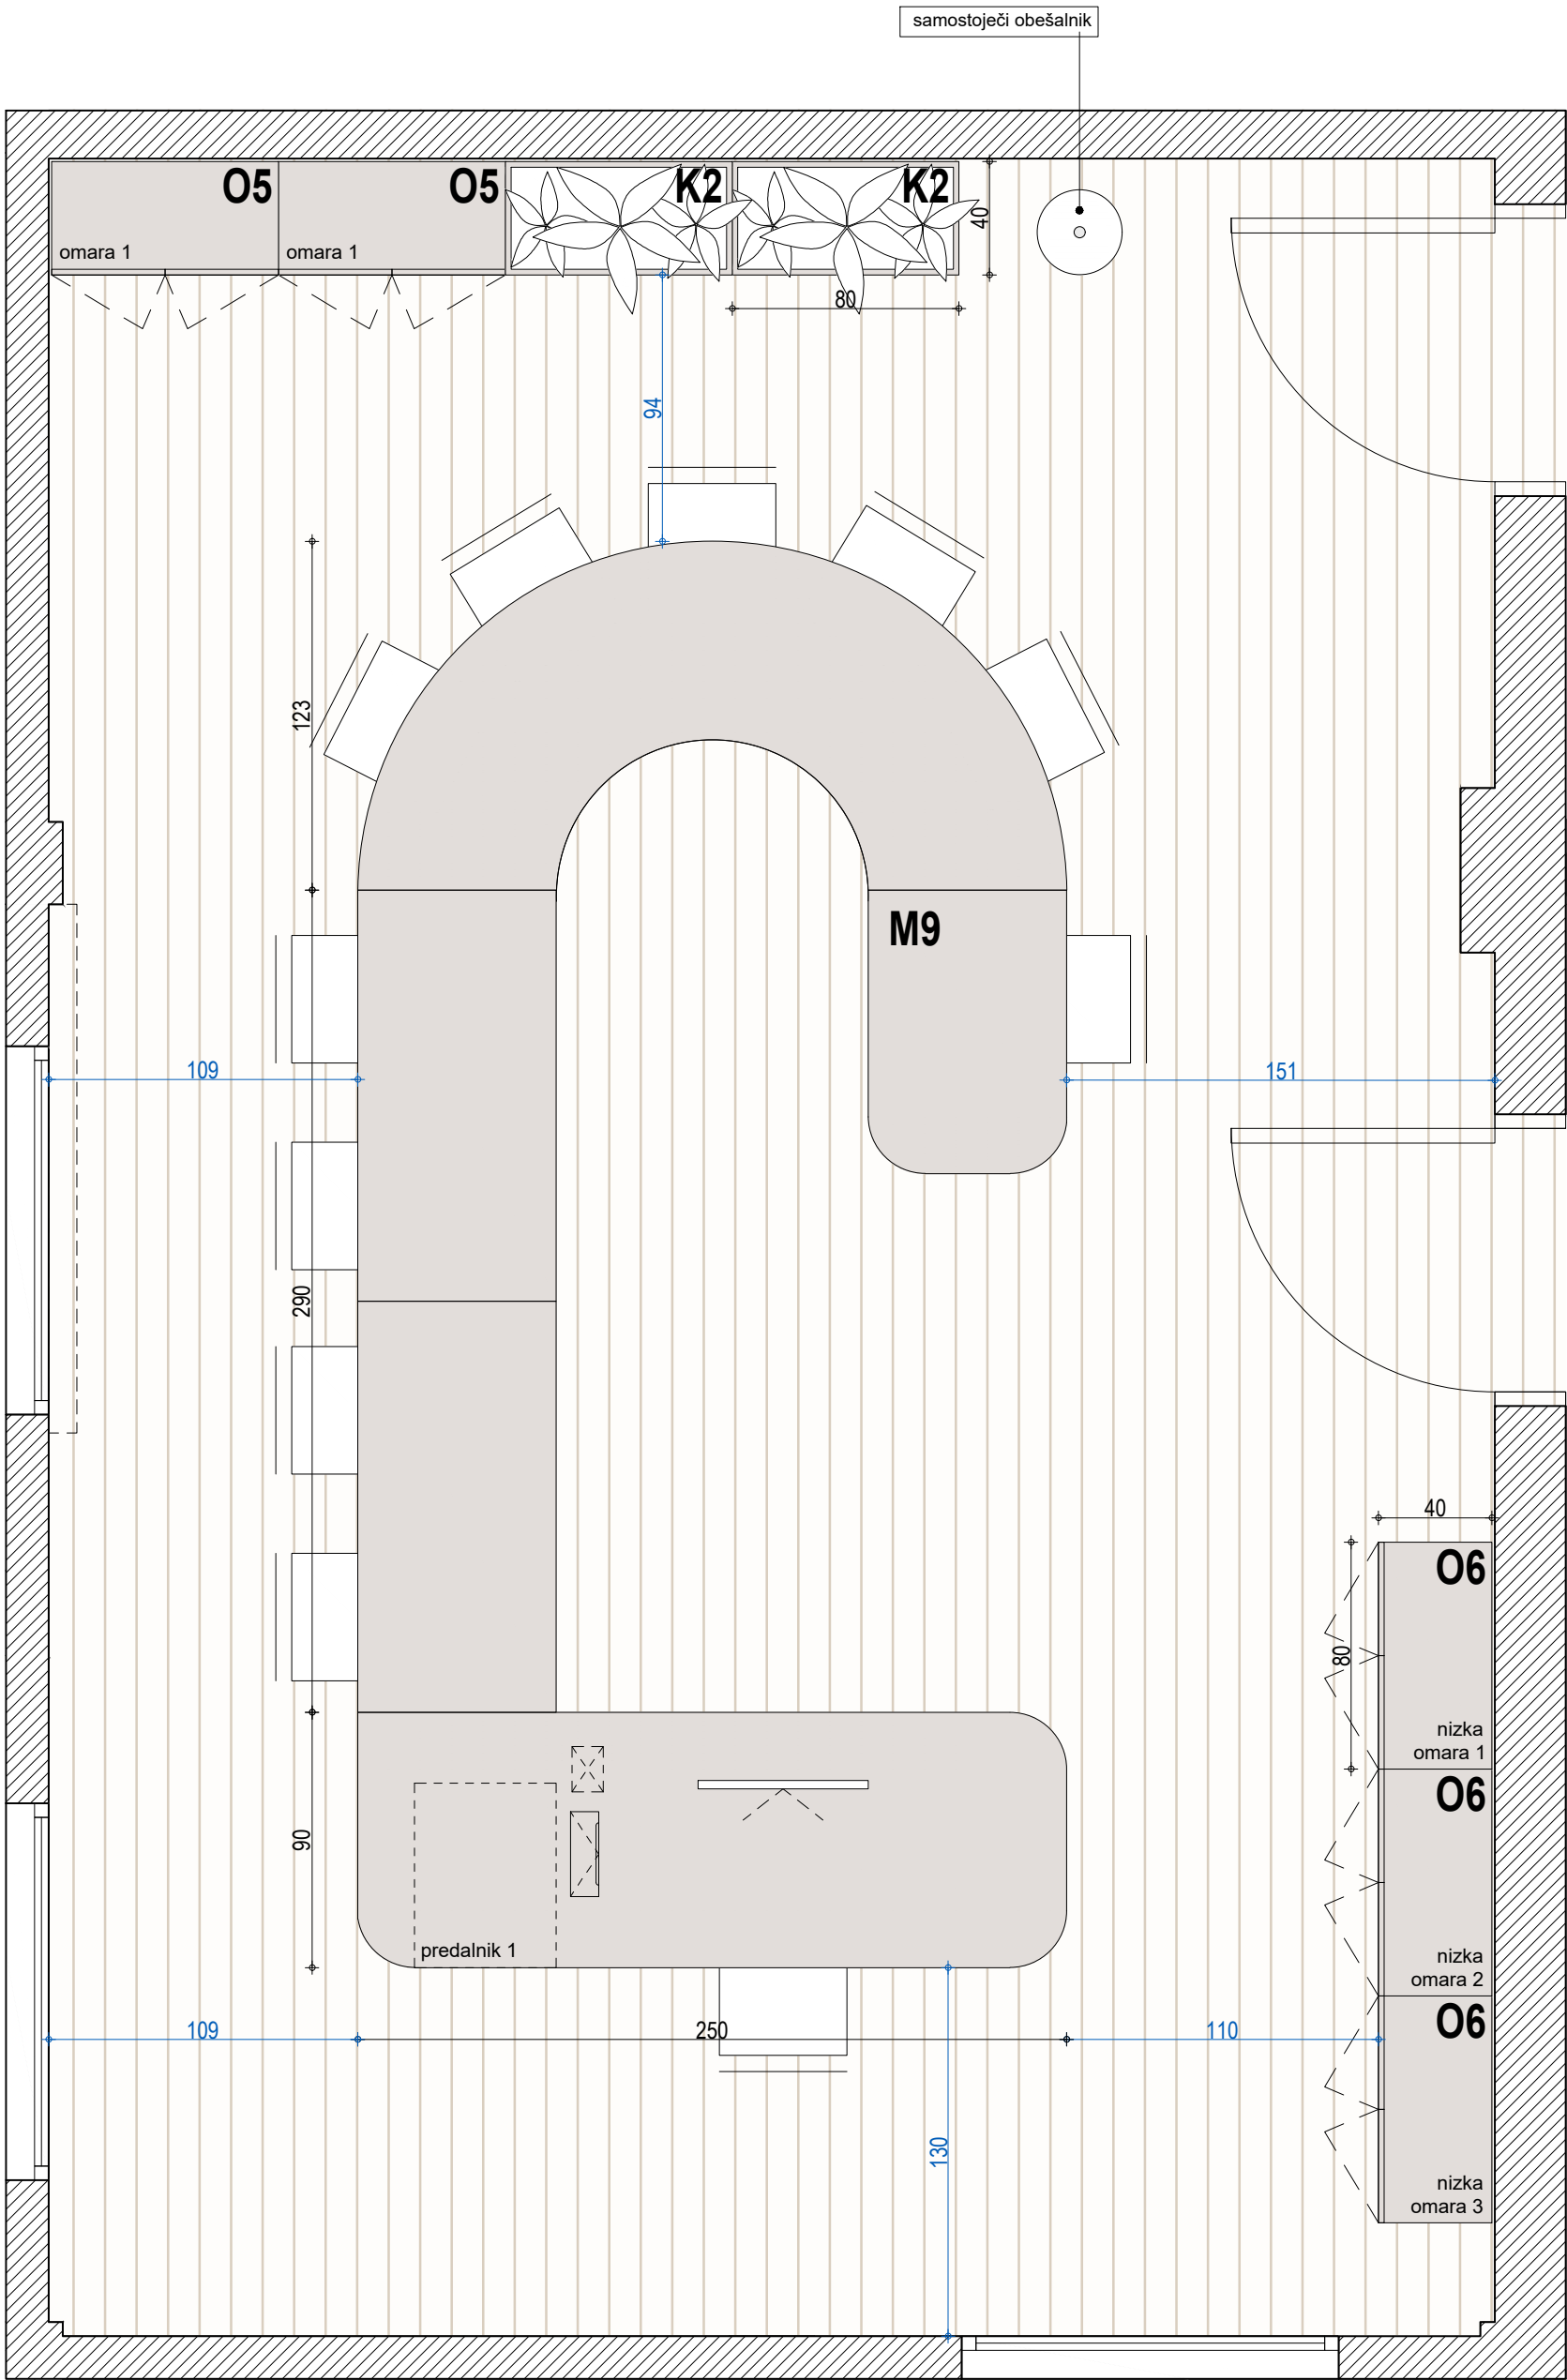 samostoječi obešalnik
O5
O5
K2
K2
omara 1
omara 1
40
80
94
123
M9
109
151
290
40
O6
80
nizka
omara 1
O6
90
predalnik 1
nizka
omara 2
O6
109
250
110
130
nizka
omara 3